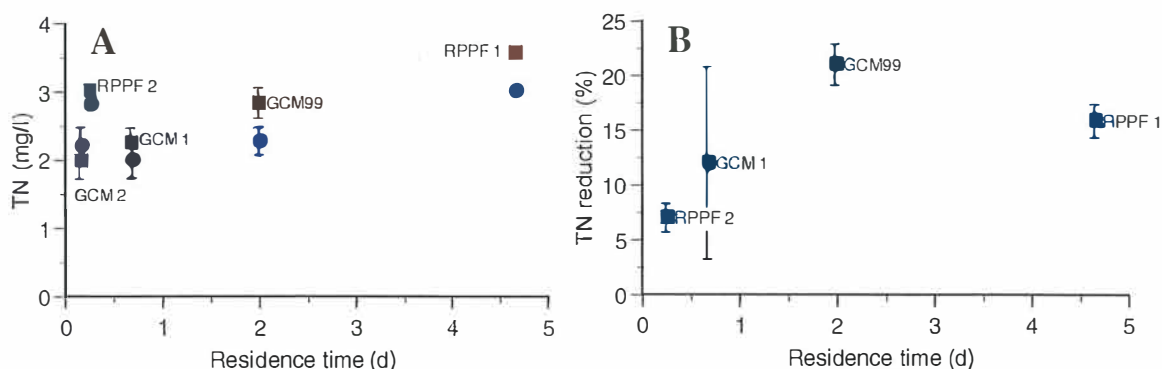 A
TN (mg/l)
4
3
2
1
0
RPPF 1
RPPF 2
GCM99
GCM 1
GCM 2
0
1
2
3
4
5
Residence time (d)
B
TN reduction (%)
25
20
15
10
5
0
GCM99
RPPF 1
GCM 1
RPPF 2
0
1
2
3
4
5
Residence time (d)